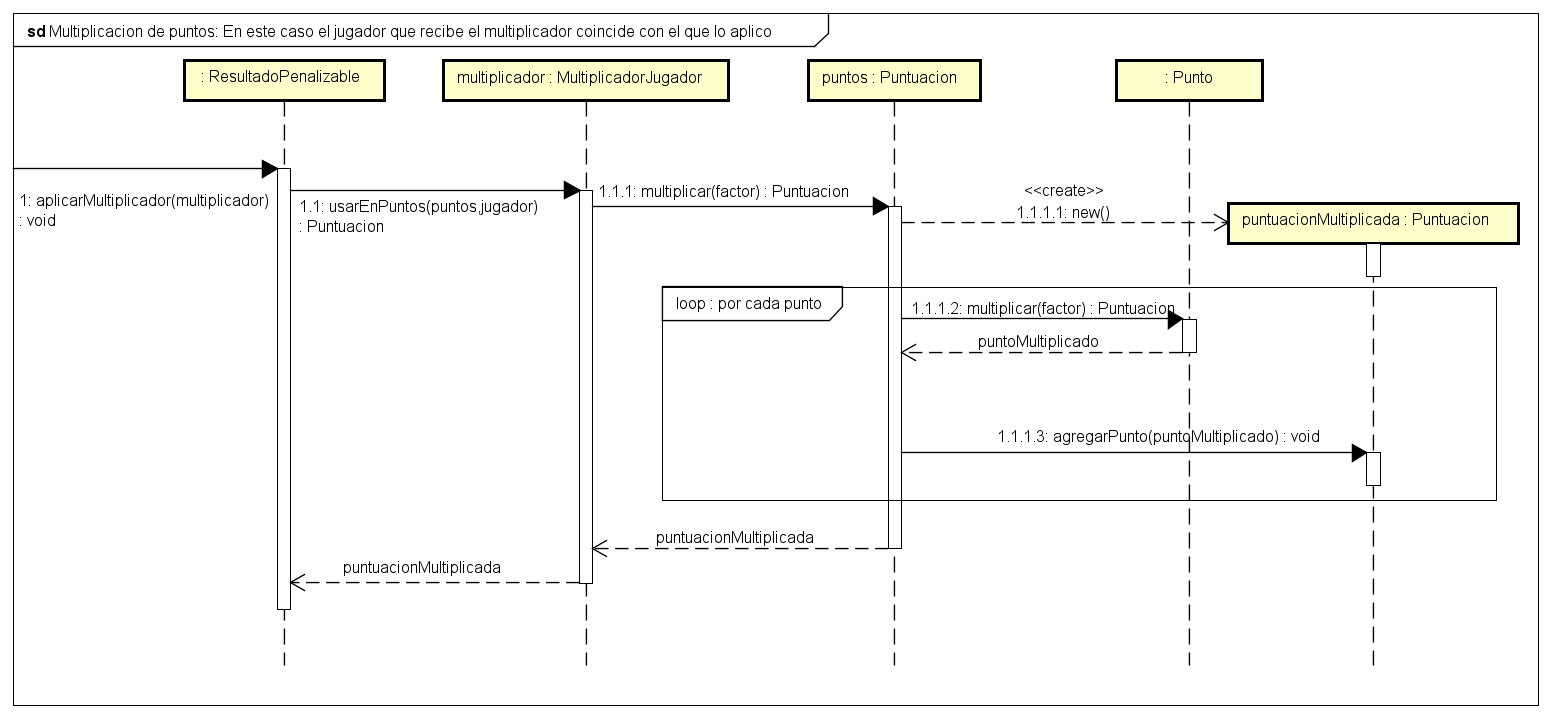 sd Multiplicacion de puntos: En este caso el jugador que recibe el multiplicador coincide con el que lo aplico
: ResultadoPenalizable
multiplicador : MultiplicadorJugador
puntos : Puntuacion
: Punto
1: aplicarMultiplicador(multiplicador)
: void
1.1: usarEnPuntos(puntos,jugador)
: Puntuacion
1.1.1: multiplicar(factor) : Puntuacion
<<create>>
1.1.1.1: new()
puntuacionMultiplicada : Puntuacion
loop : por cada punto
1.1.1.2: multiplicar(factor) : Puntuacion
puntoMultiplicado
1.1.1.3: agregarPunto(puntoMultiplicado) : void
puntuacionMultiplicada
puntuacionMultiplicada